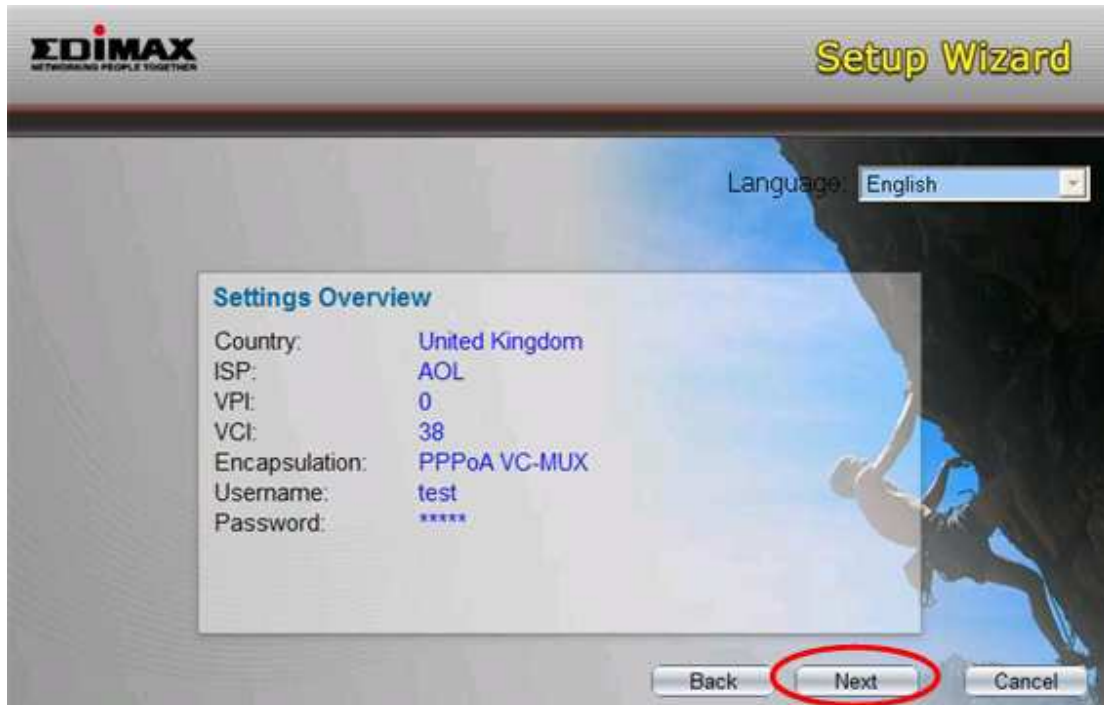 EDIMAX
NETWORKING PEOPLE TOGETHER
Setup Wizard
Language: English
Settings Overview
Country: United Kingdom
ISP: AOL
VPI: 0
VCI: 38
Encapsulation: PPPoA VC-MUX
Username: test
Password: *****
Back Next Cancel